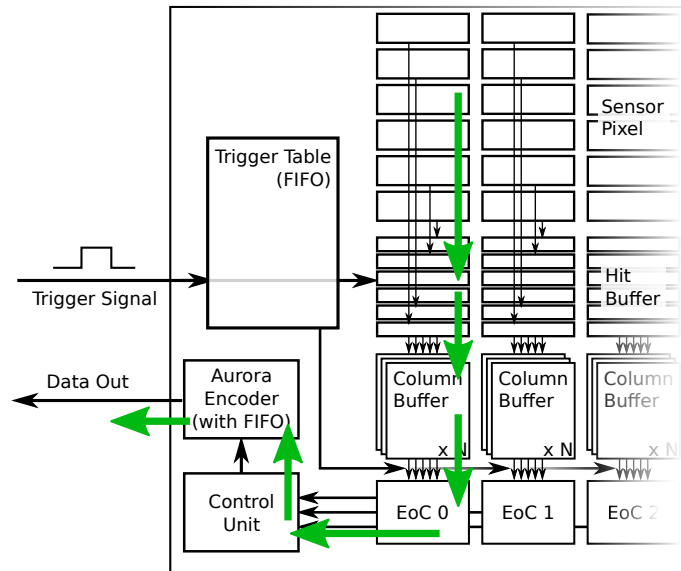 Trigger Table
(FIFO)
Sensor
Pixel
Trigger Signal
Hit
Buffer
Data Out
Aurora
Encoder
(with FIFO)
Column
Buffer
x N
Column
Buffer
x N
Column
Buffer
x N
Control
Unit
EoC 0
EoC 1
EoC 2